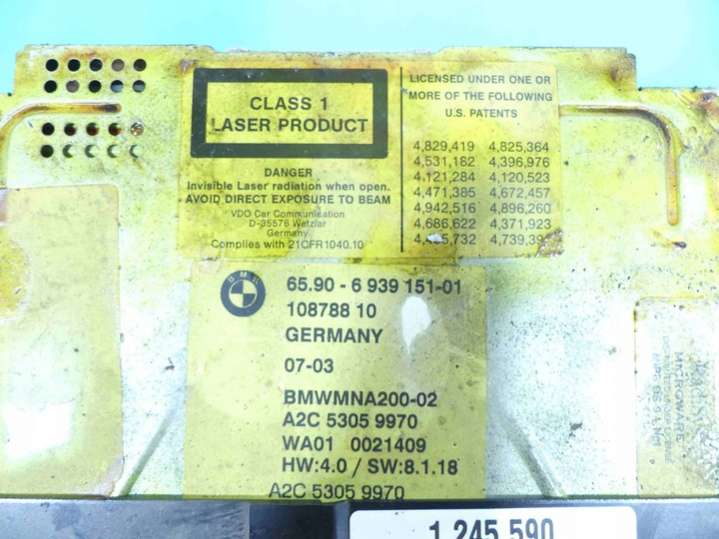 CLASS 1
LASER PRODUCT
DANGER
Invisible Laser radiation when open.
AVOID DIRECT EXPOSURE TO BEAM
VDO Car Communication
D-35576 Wetzlar
Germany
Complies with 21CFR1040.10
LICENSED UNDER ONE OR
MORE OF THE FOLLOWING
U.S. PATENTS
4,829,419 4,825,364
4,531,182 4,396,976
4,121,284 4,120,523
4,471,385 4,672,457
4,942,516 4,896,260
4,686,622 4,371,923
BMW
65.90 - 6 939 151-01
108788 10
GERMANY
07-03
BMWMNA200-02
A2C 5305 9970
WA01 0021409
HW:4.0 / SW:8.1.18
A2C 5305 9970
MICROWARE
1 245 590